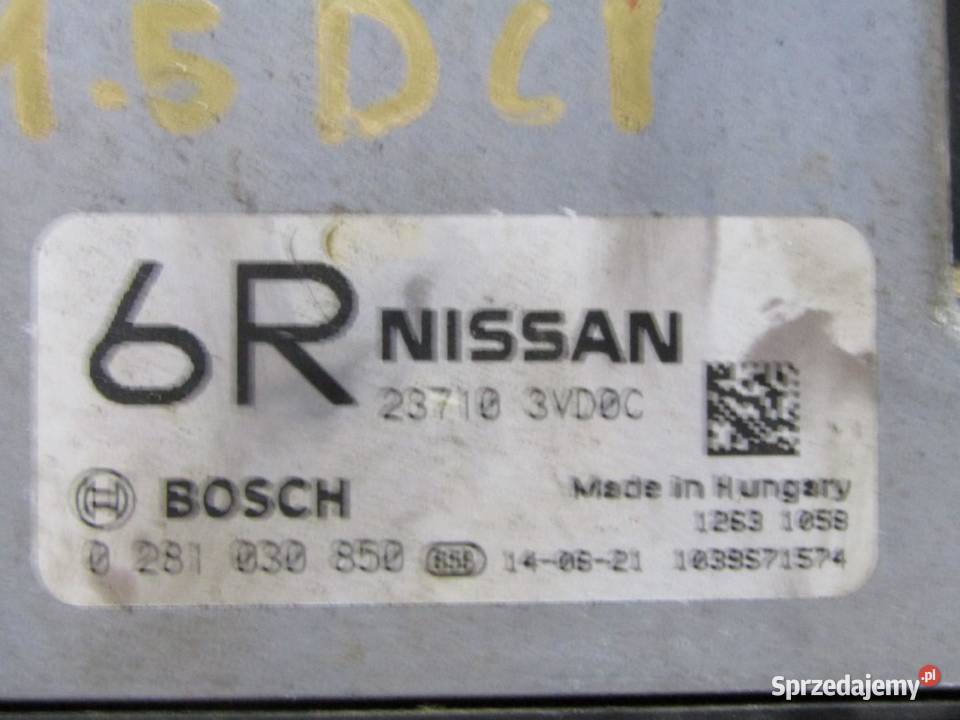 1.5 DCI
6R NISSAN
23710 3VD0C
BOSCH Made in Hungary
1263 1058
0 281 030 850 RSF 14-06-21 1039S71574
Sprzedajemy.pl